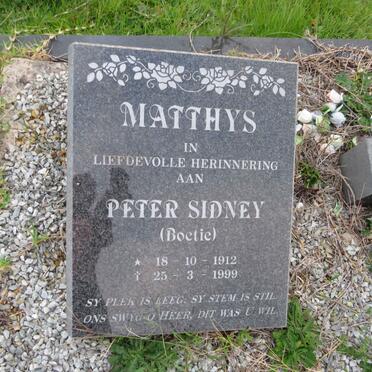 MATTHYS
IN
LIEFDEVOLLE HERINNERING
AAN
PETER SIDNEY
(Boetie)
★ 18 - 10 - 1912
† 25 - 3 - 1999
SY PLEK IS LEEG, SY STEM IS STIL.
ONS SWYG O HEER, DIT WAS U WIL.